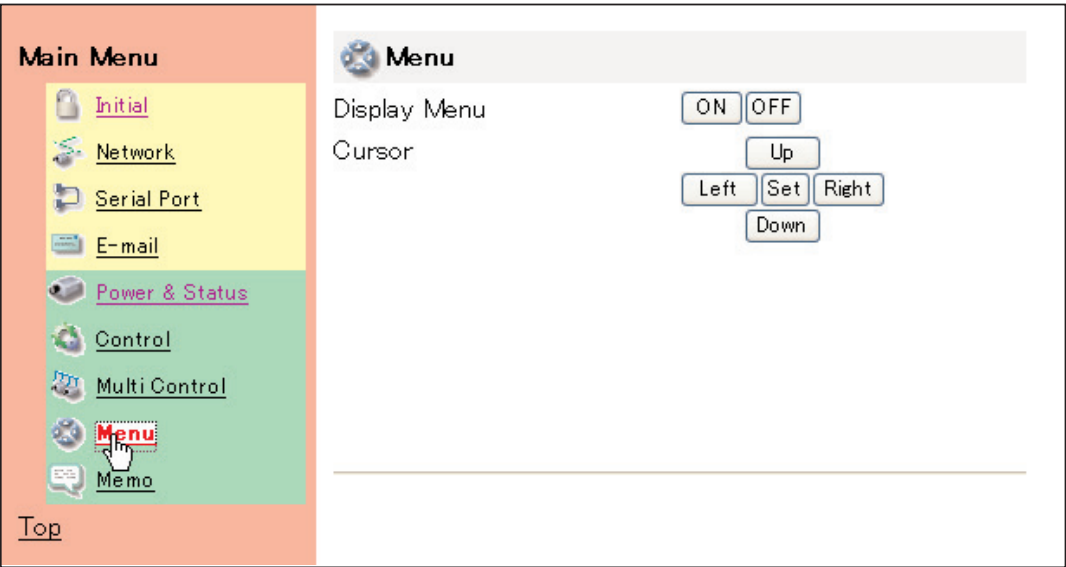 Main Menu
Initial
Network
Serial Port
E-mail
Power & Status
Control
Multi Control
Menu
Memo
Top
Menu
Display Menu ON OFF
Cursor Up
Left Set Right
Down